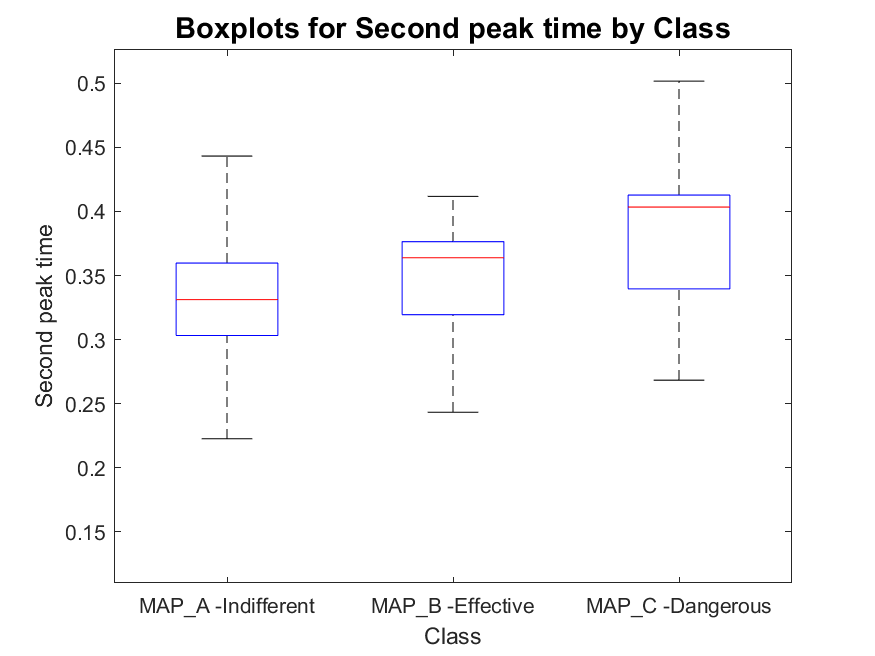 Boxplots for Second peak time by Class
0.5
0.45
0.4
0.35
0.3
0.25
0.2
0.15
Second peak time
MAP_A -Indifferent
MAP_B -Effective
MAP_C -Dangerous
Class